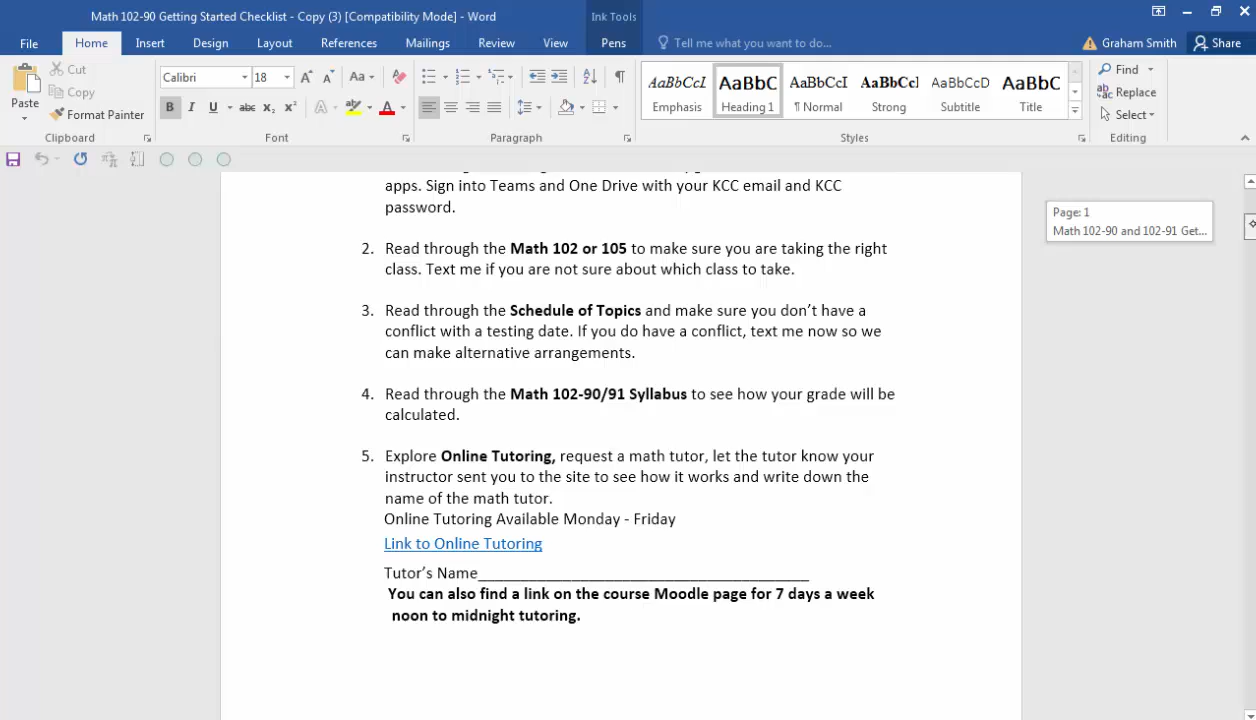 Math 102-90 Getting Started Checklist - Copy (3) [Compatibility Mode] - Word
Ink Tools
File Home Insert Design Layout References Mailings Review View Pens Tell me what you want to do... Graham Smith Share
Paste
Cut
Copy
Format Painter
Clipboard
Calibri 18
Font
Paragraph
AaBbCcI Emphasis
AaBbC Heading 1
AaBbCcI ¶ Normal
AaBbCcl Strong
AaBbCcD Subtitle
AaBbC Title
Styles
Find
Replace
Select
Editing
Page: 1
Math 102-90 and 102-91 Get...
apps. Sign into Teams and One Drive with your KCC email and KCC
password.
2. Read through the Math 102 or 105 to make sure you are taking the right
class. Text me if you are not sure about which class to take.
3. Read through the Schedule of Topics and make sure you don’t have a
conflict with a testing date. If you do have a conflict, text me now so we
can make alternative arrangements.
4. Read through the Math 102-90/91 Syllabus to see how your grade will be
calculated.
5. Explore Online Tutoring, request a math tutor, let the tutor know your
instructor sent you to the site to see how it works and write down the
name of the math tutor.
Online Tutoring Available Monday - Friday
Link to Online Tutoring
Tutor’s Name_______________________________________
You can also find a link on the course Moodle page for 7 days a week
noon to midnight tutoring.